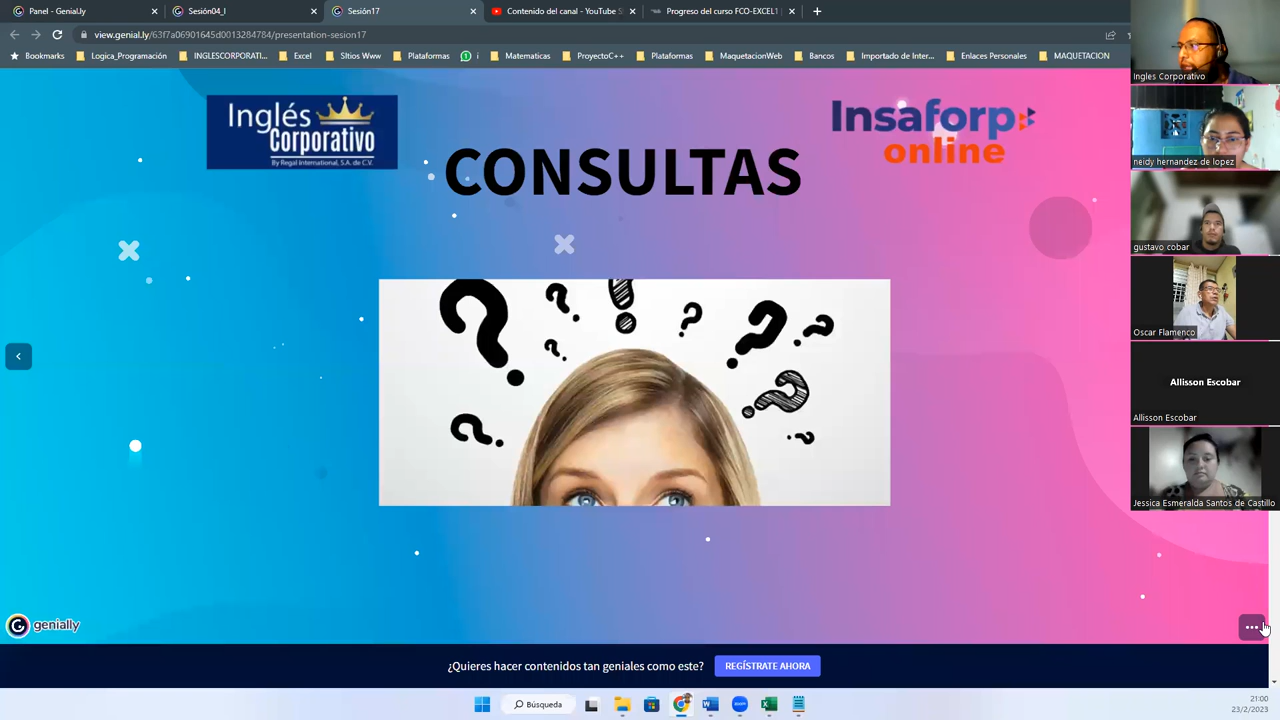 Panel - Genial.ly
Sesión04_I
Sesión17
Contenido del canal - YouTube S
Progreso del curso FCO-EXCEL1
view.genial.ly/63f7a06901645d0013284784/presentation-sesion17
Bookmarks
Logica_Programación
INGLESCORPORATI...
Excel
Sitios Wwww
Plataformas
i
Matematicas
ProyectoC++
Plataformas
MaquetacionWeb
Bancos
Importado de Inter...
Enlaces Personales
MAQUETACION
Inglés
Corporativo
By Regal International, S.A. de C.V.
Insaforp
online
CONSULTAS
Ingles Corporativo
neidy hernandez de lopez
gustavo cobar
Oscar Flamenco
Allisson Escobar
Allisson Escobar
Jessica Esmeralda Santos de Castillo
genially
¿Quieres hacer contenidos tan geniales como este?
REGÍSTRATE AHORA
Búsqueda
21:00
23/2/2023